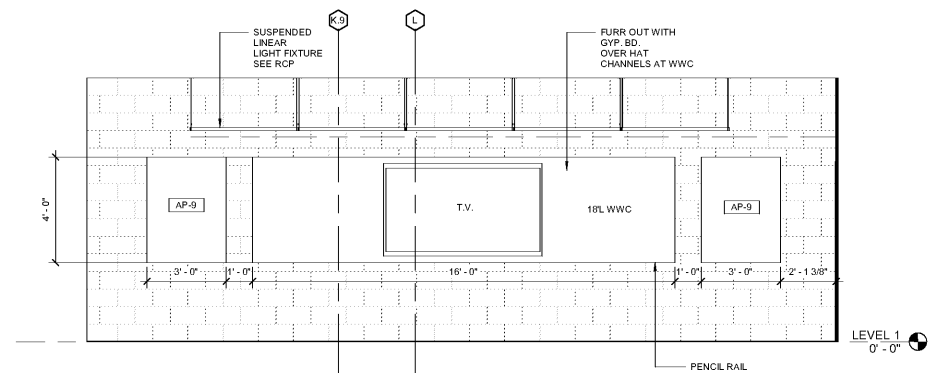 K.9
L
SUSPENDED
LINEAR
LIGHT FIXTURE
SEE RCP
FURR OUT WITH
GYP. BD.
OVER HAT
CHANNELS AT WWC
4' - 0"
AP-9
T.V.
18'L WWC
AP-9
3' - 0"
1' - 0"
16' - 0"
1' - 0"
3' - 0"
2' - 1 3/8"
LEVEL 1
0' - 0"
PENCIL RAIL